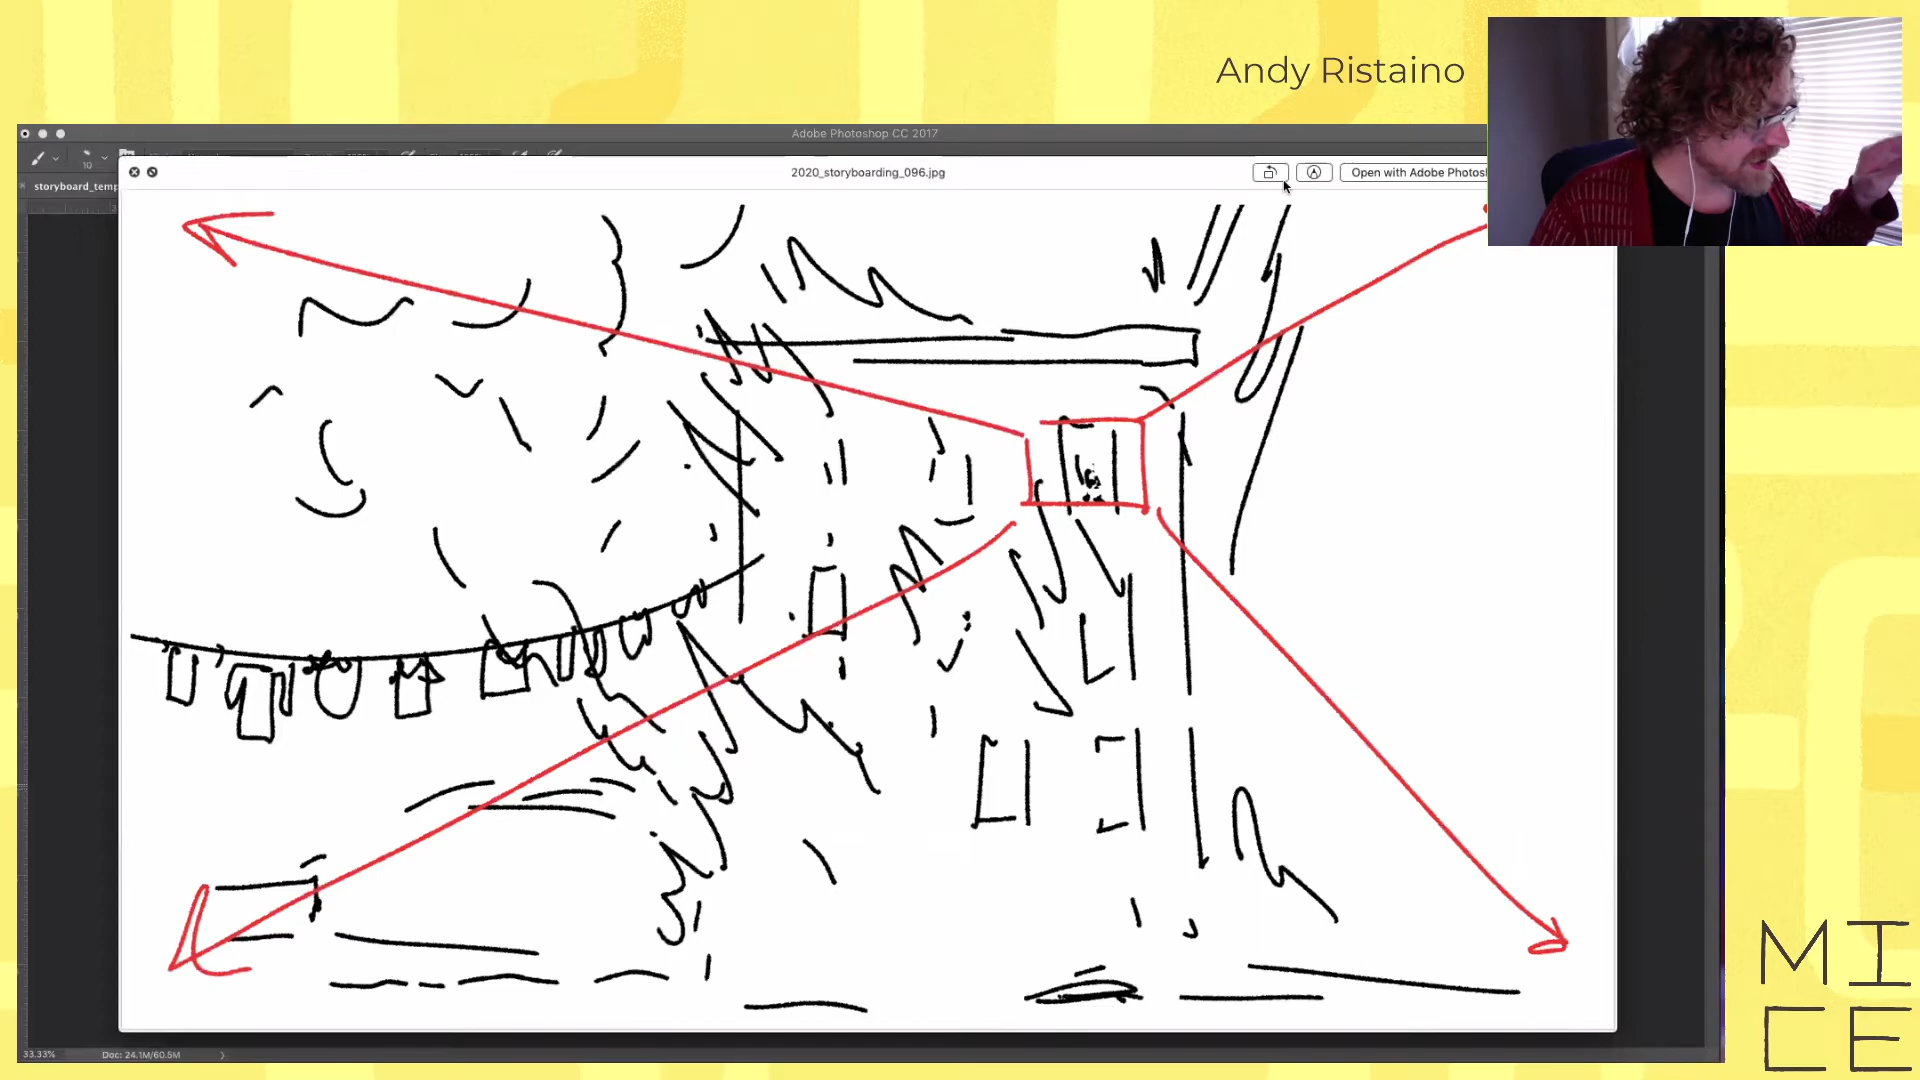 Andy Ristaino
Adobe Photoshop CC 2017
10
storyboard_temp
2020_storyboarding_096.jpg
Open with Adobe Photos
33.33%
Doc: 24.1M/60.5M
MI
CE